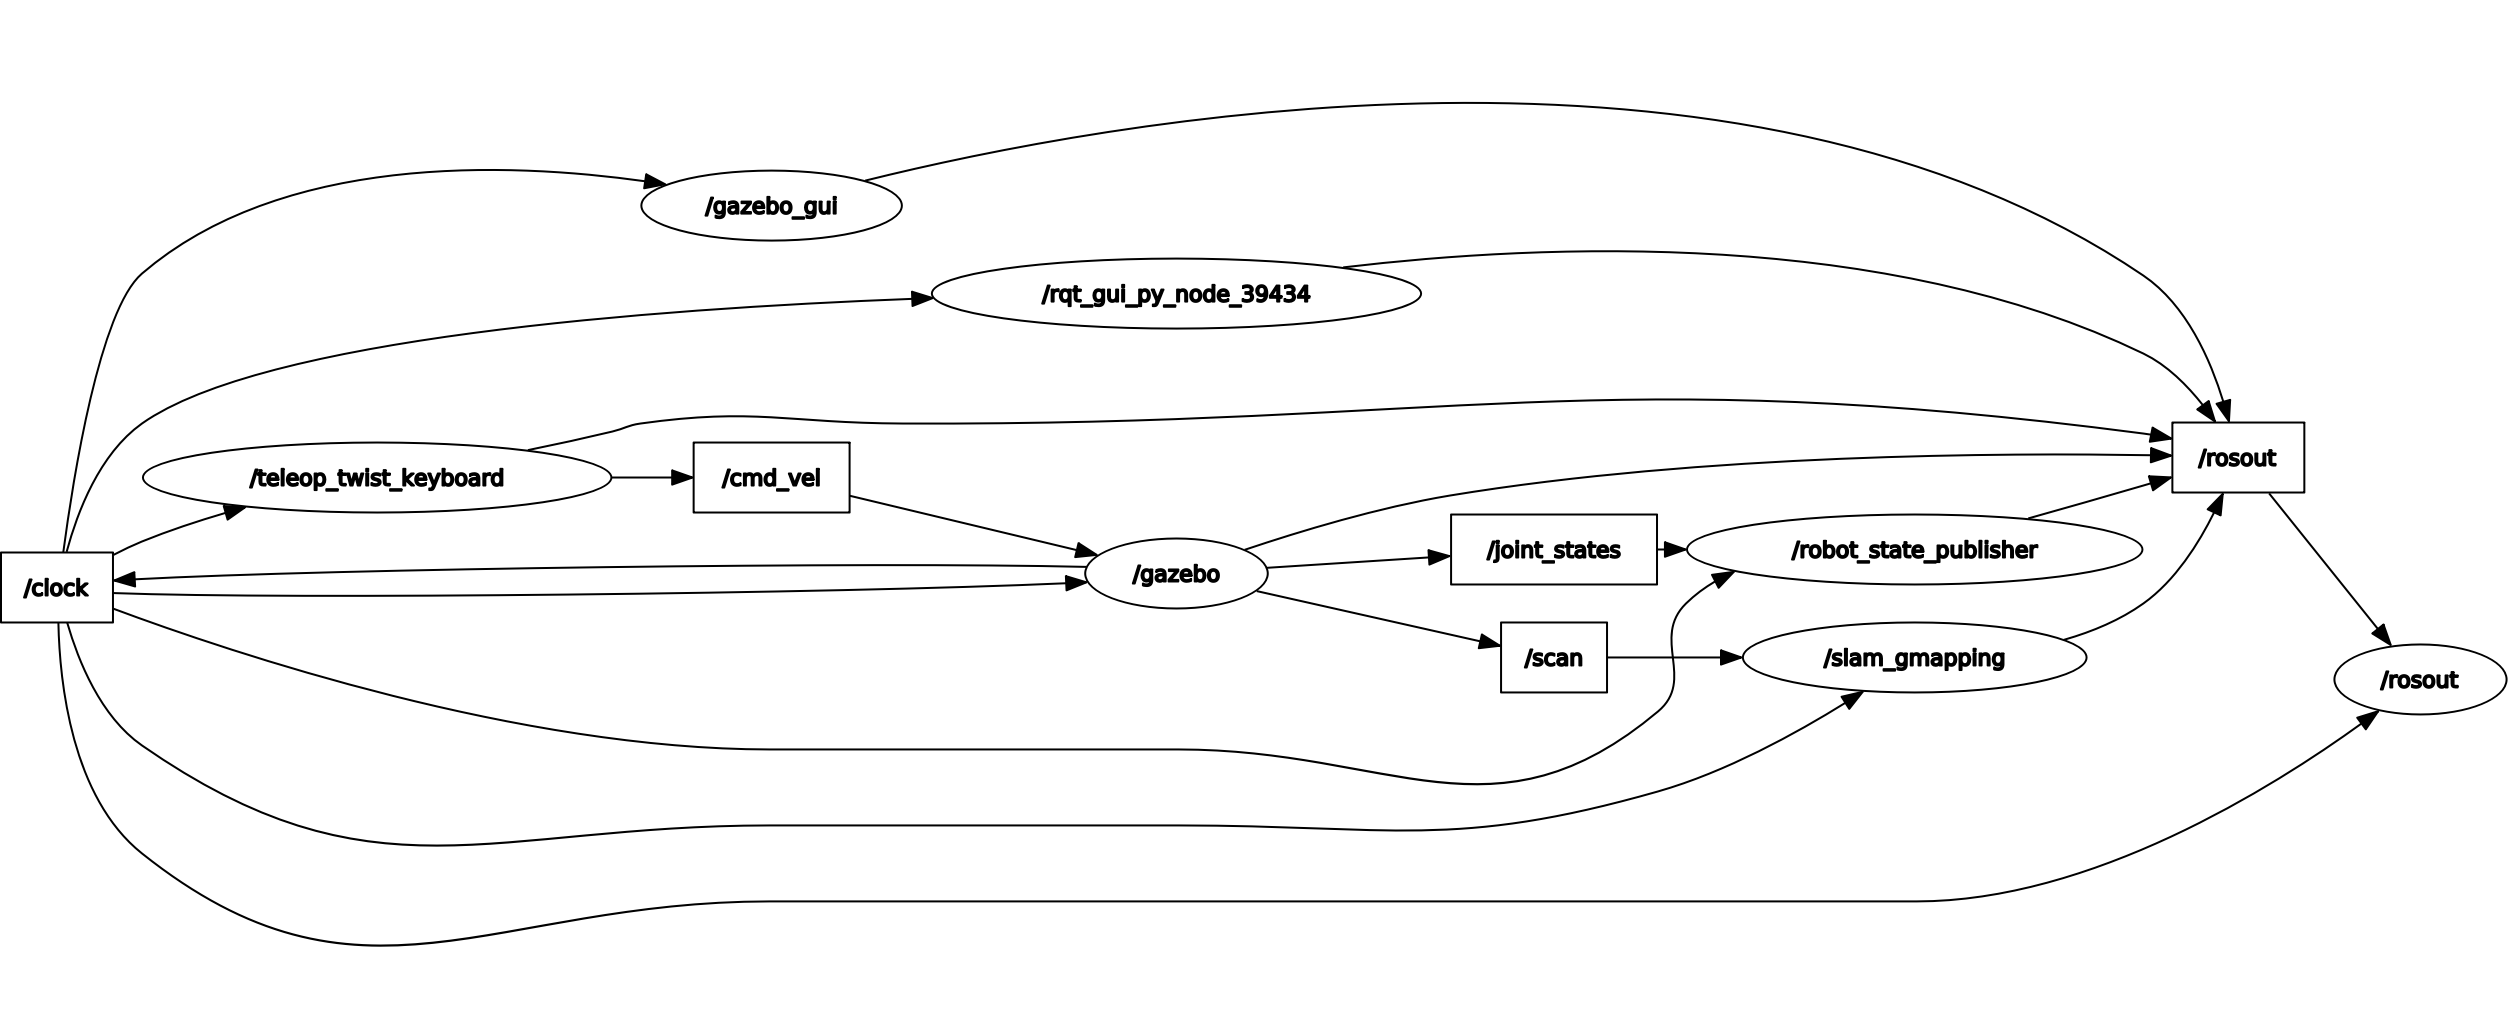 /gazebo_gui
/rqt_gui_py_node_39434
/teleop_twist_keyboard
/cmd_vel
/rosout
/clock
/gazebo
/joint_states
/robot_state_publisher
/scan
/slam_gmapping
/rosout